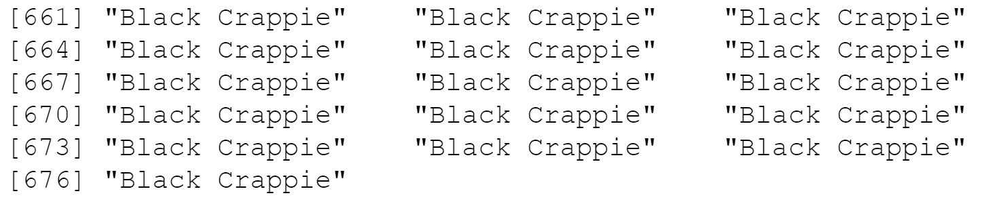 [661] "Black Crappie"    "Black Crappie"    "Black Crappie"
[664] "Black Crappie"    "Black Crappie"    "Black Crappie"
[667] "Black Crappie"    "Black Crappie"    "Black Crappie"
[670] "Black Crappie"    "Black Crappie"    "Black Crappie"
[673] "Black Crappie"    "Black Crappie"    "Black Crappie"
[676] "Black Crappie"